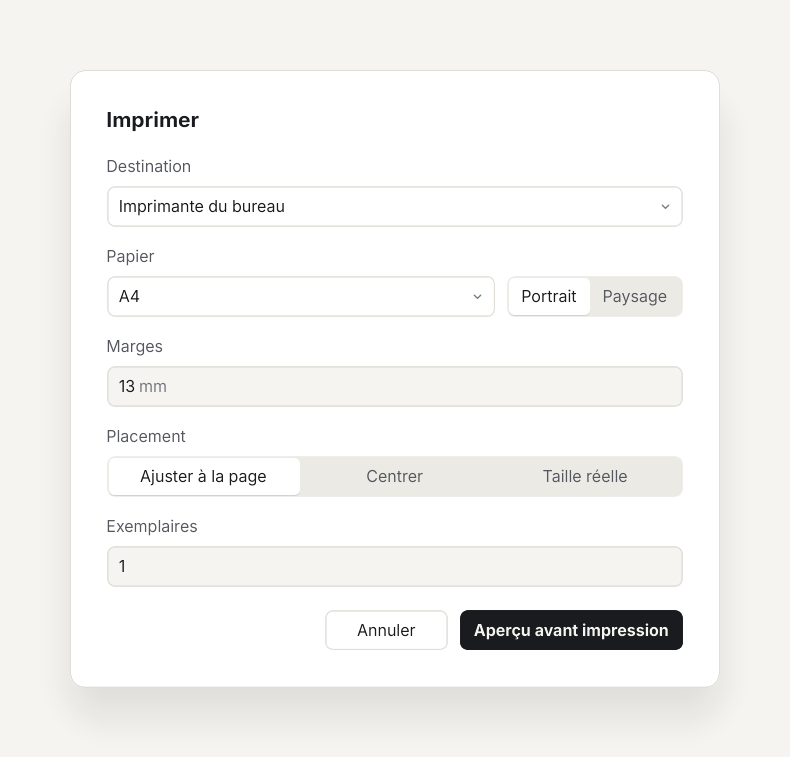 Imprimer
Destination
Imprimante du bureau
Papier
A4
Portrait Paysage
Marges
13 mm
Placement
Ajuster à la page Centrer Taille réelle
Exemplaires
1
Annuler Aperçu avant impression